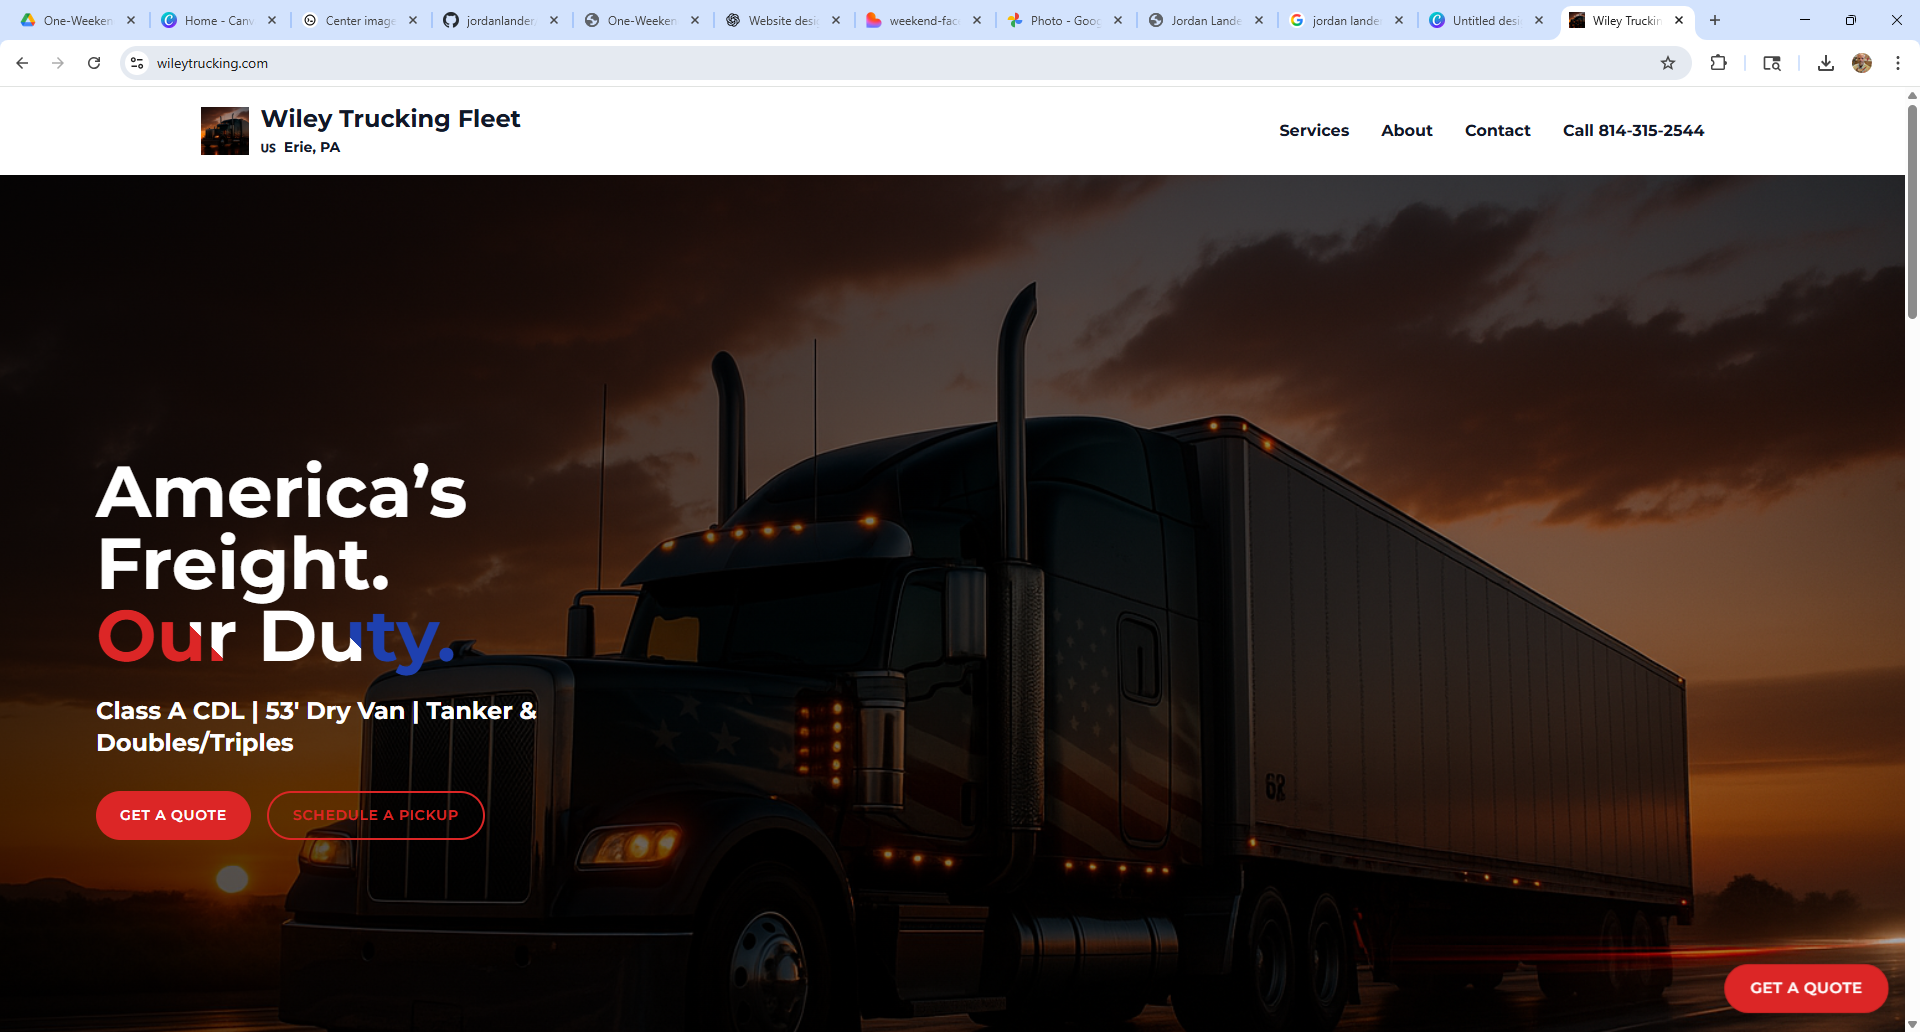 One-Weeken
Home - Canv
Center image
jordanlander/
One-Weeken
Website desi
weekend-fac
Photo - Goog
Jordan Lande
jordan lande
Untitled desi
Wiley Truckin
wileytrucking.com
Wiley Trucking Fleet
US Erie, PA
Services
About
Contact
Call 814-315-2544
America’s
Freight.
Our Duty.
Class A CDL | 53' Dry Van | Tanker &
Doubles/Triples
GET A QUOTE
SCHEDULE A PICKUP
62
GET A QUOTE